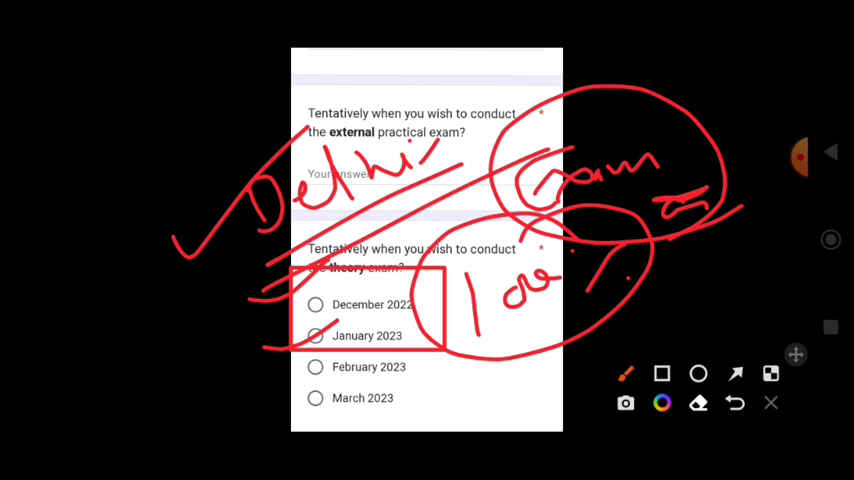 Tentatively when you wish to conduct *
the external practical exam?
Your answer
Delhi
Exam
Tentatively when you wish to conduct *
the theory exam?
December 2022
January 2023
February 2023
March 2023